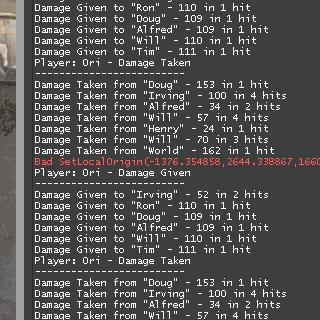 Damage Given to "Ron" - 110 in 1 hit
Damage Given to "Doug" - 109 in 1 hit
Damage Given to "Alfred" - 109 in 1 hit
Damage Given to "Will" - 110 in 1 hit
Damage Given to "Tim" - 111 in 1 hit
Player: Ori - Damage Taken
-------------------------
Damage Taken from "Doug" - 153 in 1 hit
Damage Taken from "Irving" - 100 in 4 hits
Damage Taken from "Alfred" - 34 in 2 hits
Damage Taken from "Will" - 57 in 4 hits
Damage Taken from "Henry" - 24 in 1 hit
Damage Taken from "Will" - 70 in 3 hits
Damage Taken from "World" - 162 in 1 hit
Bad SetLocalOrigin(-1376.354858,2644.338867,1660
Player: Ori - Damage Given
-------------------------
Damage Given to "Irving" - 52 in 2 hits
Damage Given to "Ron" - 110 in 1 hit
Damage Given to "Doug" - 109 in 1 hit
Damage Given to "Alfred" - 109 in 1 hit
Damage Given to "Will" - 110 in 1 hit
Damage Given to "Tim" - 111 in 1 hit
Player: Ori - Damage Taken
-------------------------
Damage Taken from "Doug" - 153 in 1 hit
Damage Taken from "Irving" - 100 in 4 hits
Damage Taken from "Alfred" - 34 in 2 hits
Damage Taken from "Will" - 57 in 4 hits